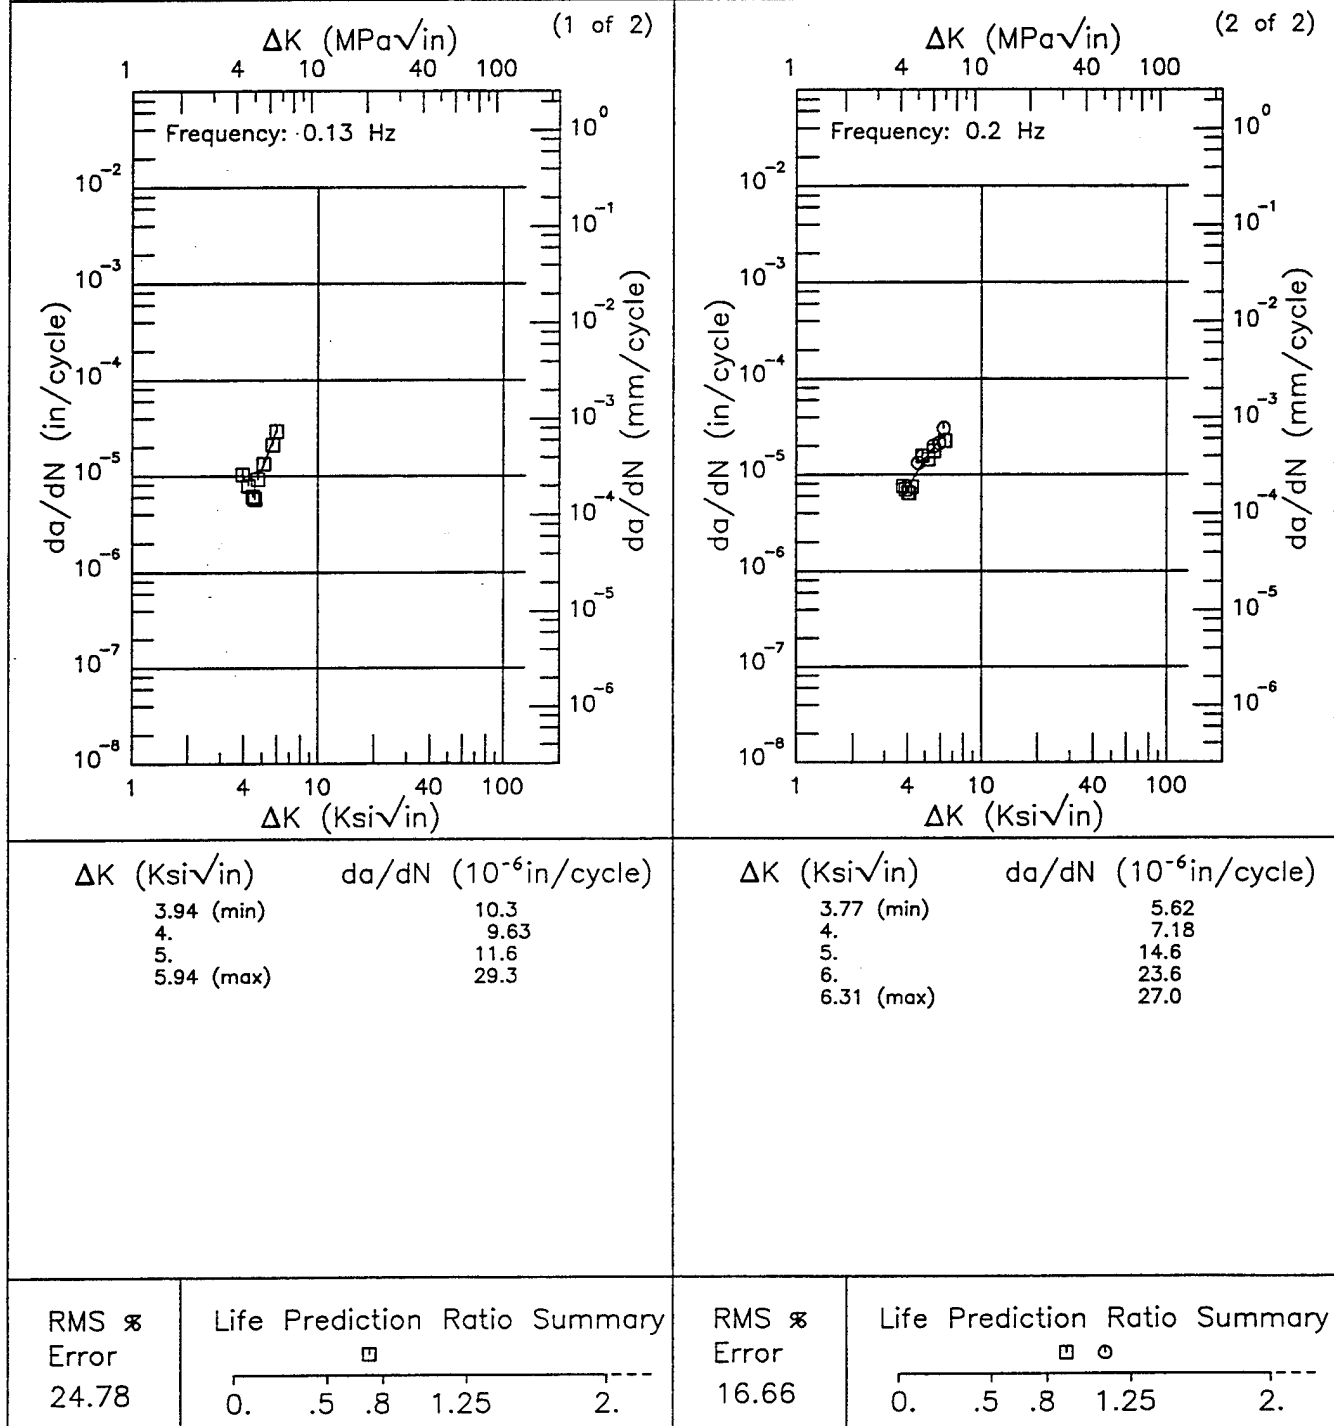 (1 of 2)
ΔK (MPa√in)
1 4 10 40 100
Frequency: 0.13 Hz
10⁻²
10⁻³
10⁻⁴
10⁻⁵
10⁻⁶
10⁻⁷
10⁻⁸
da/dN (in/cycle)
10⁰
10⁻¹
10⁻²
10⁻³
10⁻⁴
10⁻⁵
10⁻⁶
da/dN (mm/cycle)
1 4 10 40 100
ΔK (Ksi√in)
ΔK (Ksi√in) da/dN (10⁻⁶in/cycle)
3.94 (min) 10.3
4. 9.63
5. 11.6
5.94 (max) 29.3
RMS %
Error
24.78
Life Prediction Ratio Summary
0. .5 .8 1.25 2.
(2 of 2)
ΔK (MPa√in)
1 4 10 40 100
Frequency: 0.2 Hz
10⁻²
10⁻³
10⁻⁴
10⁻⁵
10⁻⁶
10⁻⁷
10⁻⁸
da/dN (in/cycle)
10⁰
10⁻¹
10⁻²
10⁻³
10⁻⁴
10⁻⁵
10⁻⁶
da/dN (mm/cycle)
1 4 10 40 100
ΔK (Ksi√in)
ΔK (Ksi√in) da/dN (10⁻⁶in/cycle)
3.77 (min) 5.62
4. 7.18
5. 14.6
6. 23.6
6.31 (max) 27.0
RMS %
Error
16.66
Life Prediction Ratio Summary
0. .5 .8 1.25 2.